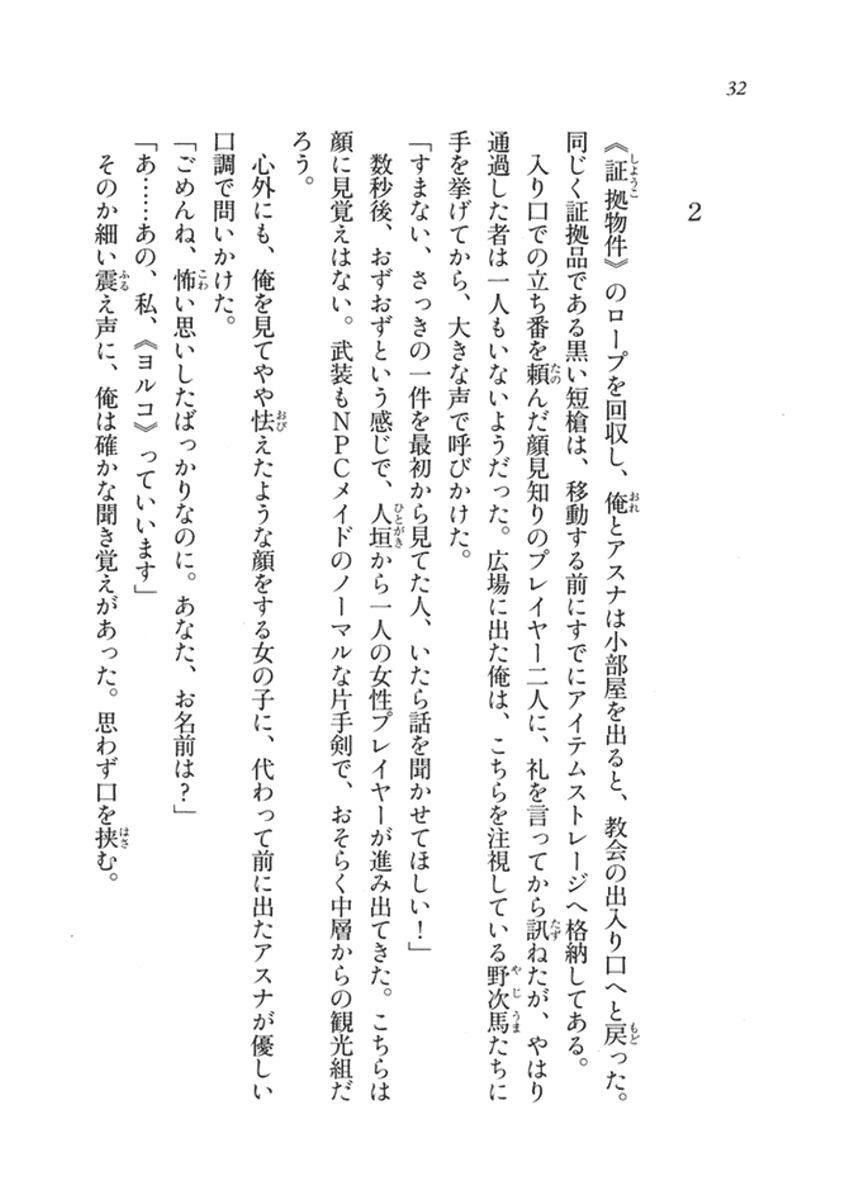 32
2
《証拠物件》のロープを回収し、俺とアスナは小部屋を出ると、教会の出入り口へと戻った。
同じく証拠品である黒い短槍は、移動する前にすでにアイテムストレージへ格納してある。
入り口での立ち番を頼んだ顔見知りのプレイヤー二人に、礼を言ってから訊ねたが、やはり
通過した者は一人もいないようだった。広場に出た俺は、こちらを注視している野次馬たちに
手を挙げてから、大きな声で呼びかけた。
「すまない、さっきの一件を最初から見てた人、いたら話を聞かせてほしい！」
数秒後、おずおずという感じで、人垣から一人の女性プレイヤーが進み出てきた。こちらは
顔に見覚えはない。武装もＮＰＣメイドのノーマルな片手剣で、おそらく中層からの観光組だ
ろう。
心外にも、俺を見てやや怯えたような顔をする女の子に、代わって前に出たアスナが優しい
口調で問いかけた。
「ごめんね、怖い思いしたばっかりなのに。あなた、お名前は？」
「あ……あの、私、《ヨルコ》っていいます」
そのか細い震え声に、俺は確かな聞き覚えがあった。思わず口を挟む。